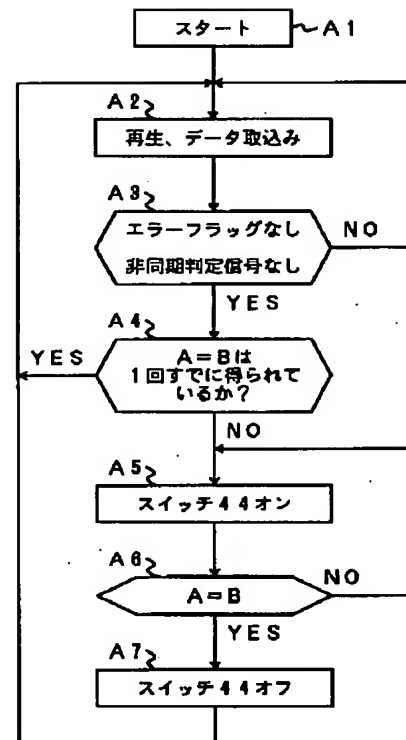 スタート
A1
A2
再生、データ取込み
A3
エラーフラッグなし
非同期判定信号なし
NO
YES
A4
A=Bは
1回すでに得られて
いるか?
YES
NO
A5
スイッチ44オン
A6
A=B
NO
YES
A7
スイッチ44オフ